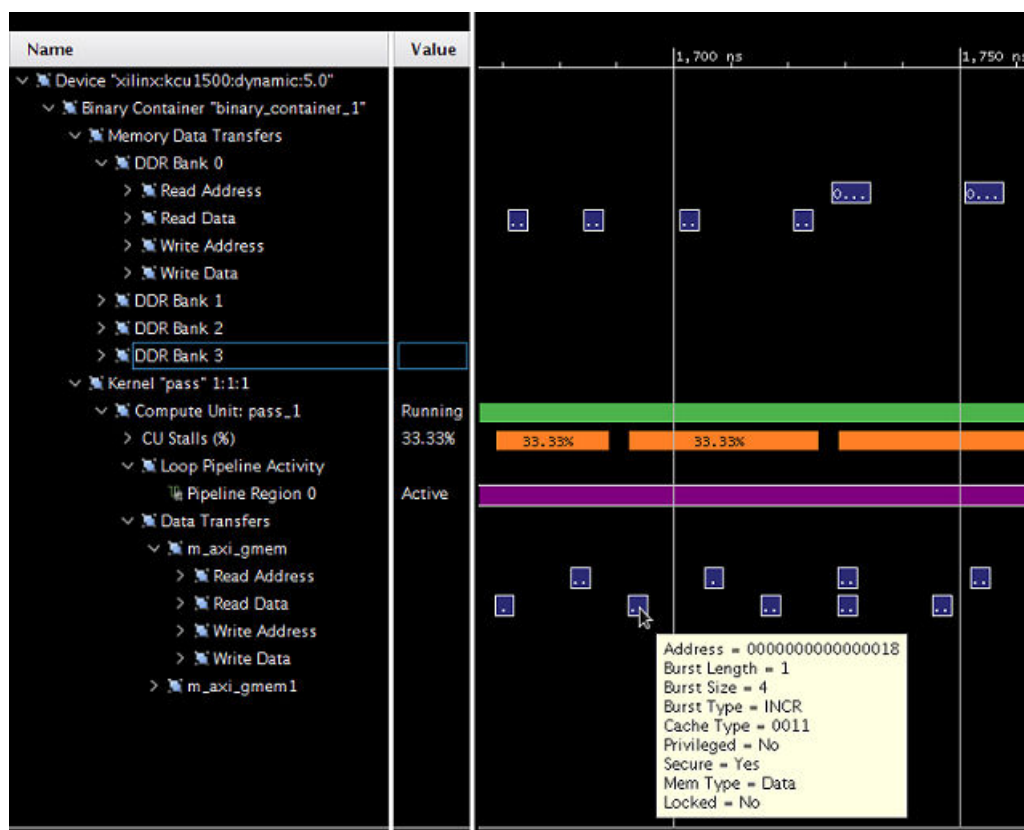 Name Value
1,700 ns 1,750 ns
Device "xilinx:kcu1500:dynamic:5.0"
Binary Container "binary_container_1"
Memory Data Transfers
DDR Bank 0
Read Address 0... 0...
Read Data .. .. .. ..
Write Address
Write Data
DDR Bank 1
DDR Bank 2
DDR Bank 3
Kernel "pass" 1:1:1
Compute Unit: pass_1 Running
CU Stalls (%) 33.33% 33.33% 33.33%
Loop Pipeline Activity
Pipeline Region 0 Active
Data Transfers
m_axi_gmem
Read Address .. . .. ..
Read Data . .. .. .. ..
Write Address
Write Data
m_axi_gmem1
Address = 0000000000000018
Burst Length = 1
Burst Size = 4
Burst Type = INCR
Cache Type = 0011
Privileged = No
Secure = Yes
Mem Type = Data
Locked = No